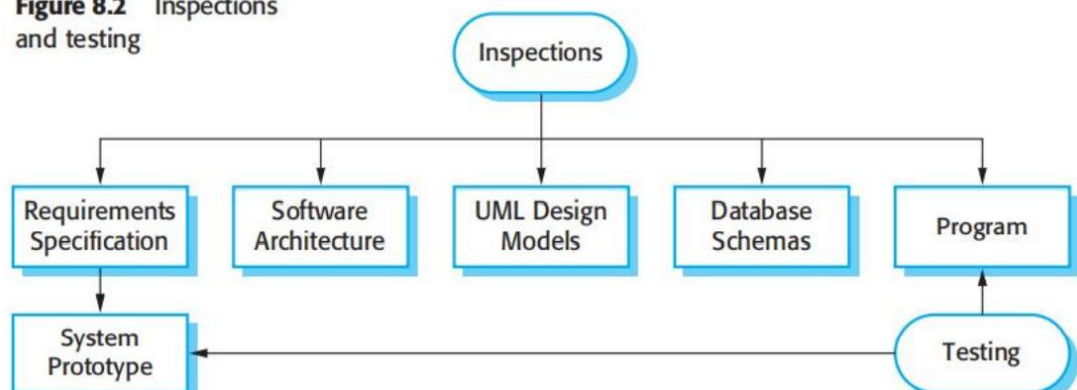 Figure 8.2 Inspections
and testing
Inspections
Requirements
Specification
Software
Architecture
UML Design
Models
Database
Schemas
Program
System
Prototype
Testing